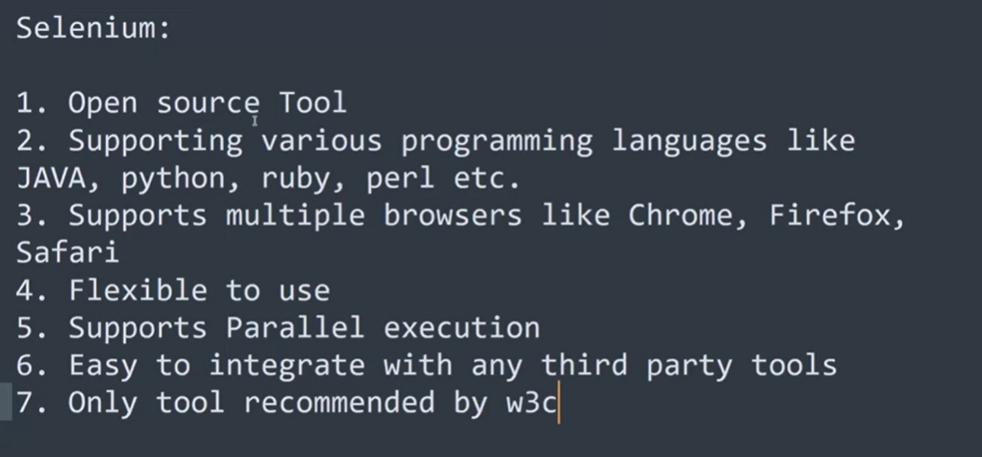 Selenium:
1. Open source Tool
2. Supporting various programming languages like
JAVA, python, ruby, perl etc.
3. Supports multiple browsers like Chrome, Firefox,
Safari
4. Flexible to use
5. Supports Parallel execution
6. Easy to integrate with any third party tools
7. Only tool recommended by w3c